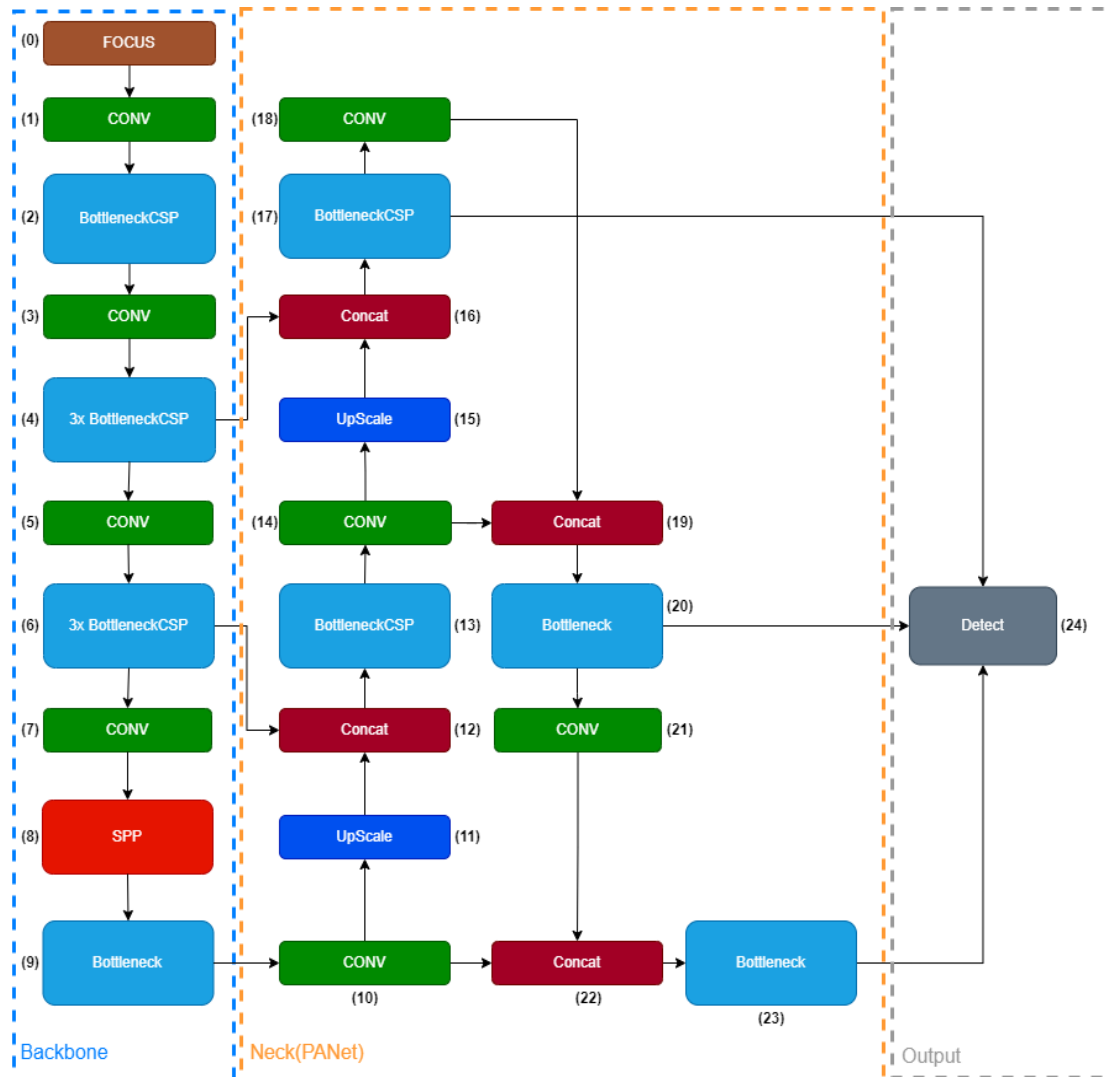 (0) FOCUS
(1) CONV
(2) BottleneckCSP
(3) CONV
(4) 3x BottleneckCSP
(5) CONV
(6) 3x BottleneckCSP
(7) CONV
(8) SPP
(9) Bottleneck
Backbone
(18) CONV
(17) BottleneckCSP
Concat (16)
UpScale (15)
(14) CONV
BottleneckCSP (13)
Concat (12)
UpScale (11)
CONV
(10)
Concat (19)
Bottleneck (20)
CONV (21)
Concat
(22)
Bottleneck
(23)
Neck(PANet)
Detect (24)
Output